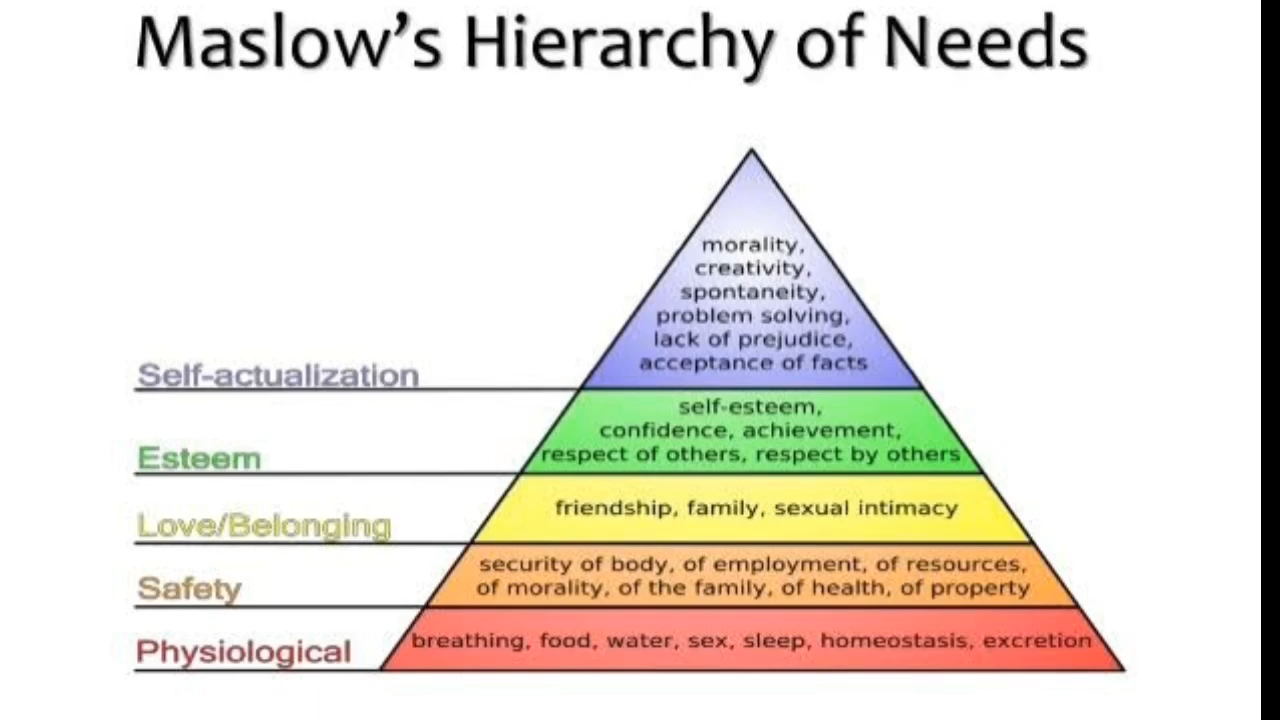 Maslow’s Hierarchy of Needs
morality,
creativity,
spontaneity,
problem solving,
lack of prejudice,
acceptance of facts
Self-actualization
self-esteem,
confidence, achievement,
respect of others, respect by others
Esteem
friendship, family, sexual intimacy
Love/Belonging
security of body, of employment, of resources,
of morality, of the family, of health, of property
Safety
breathing, food, water, sex, sleep, homeostasis, excretion
Physiological